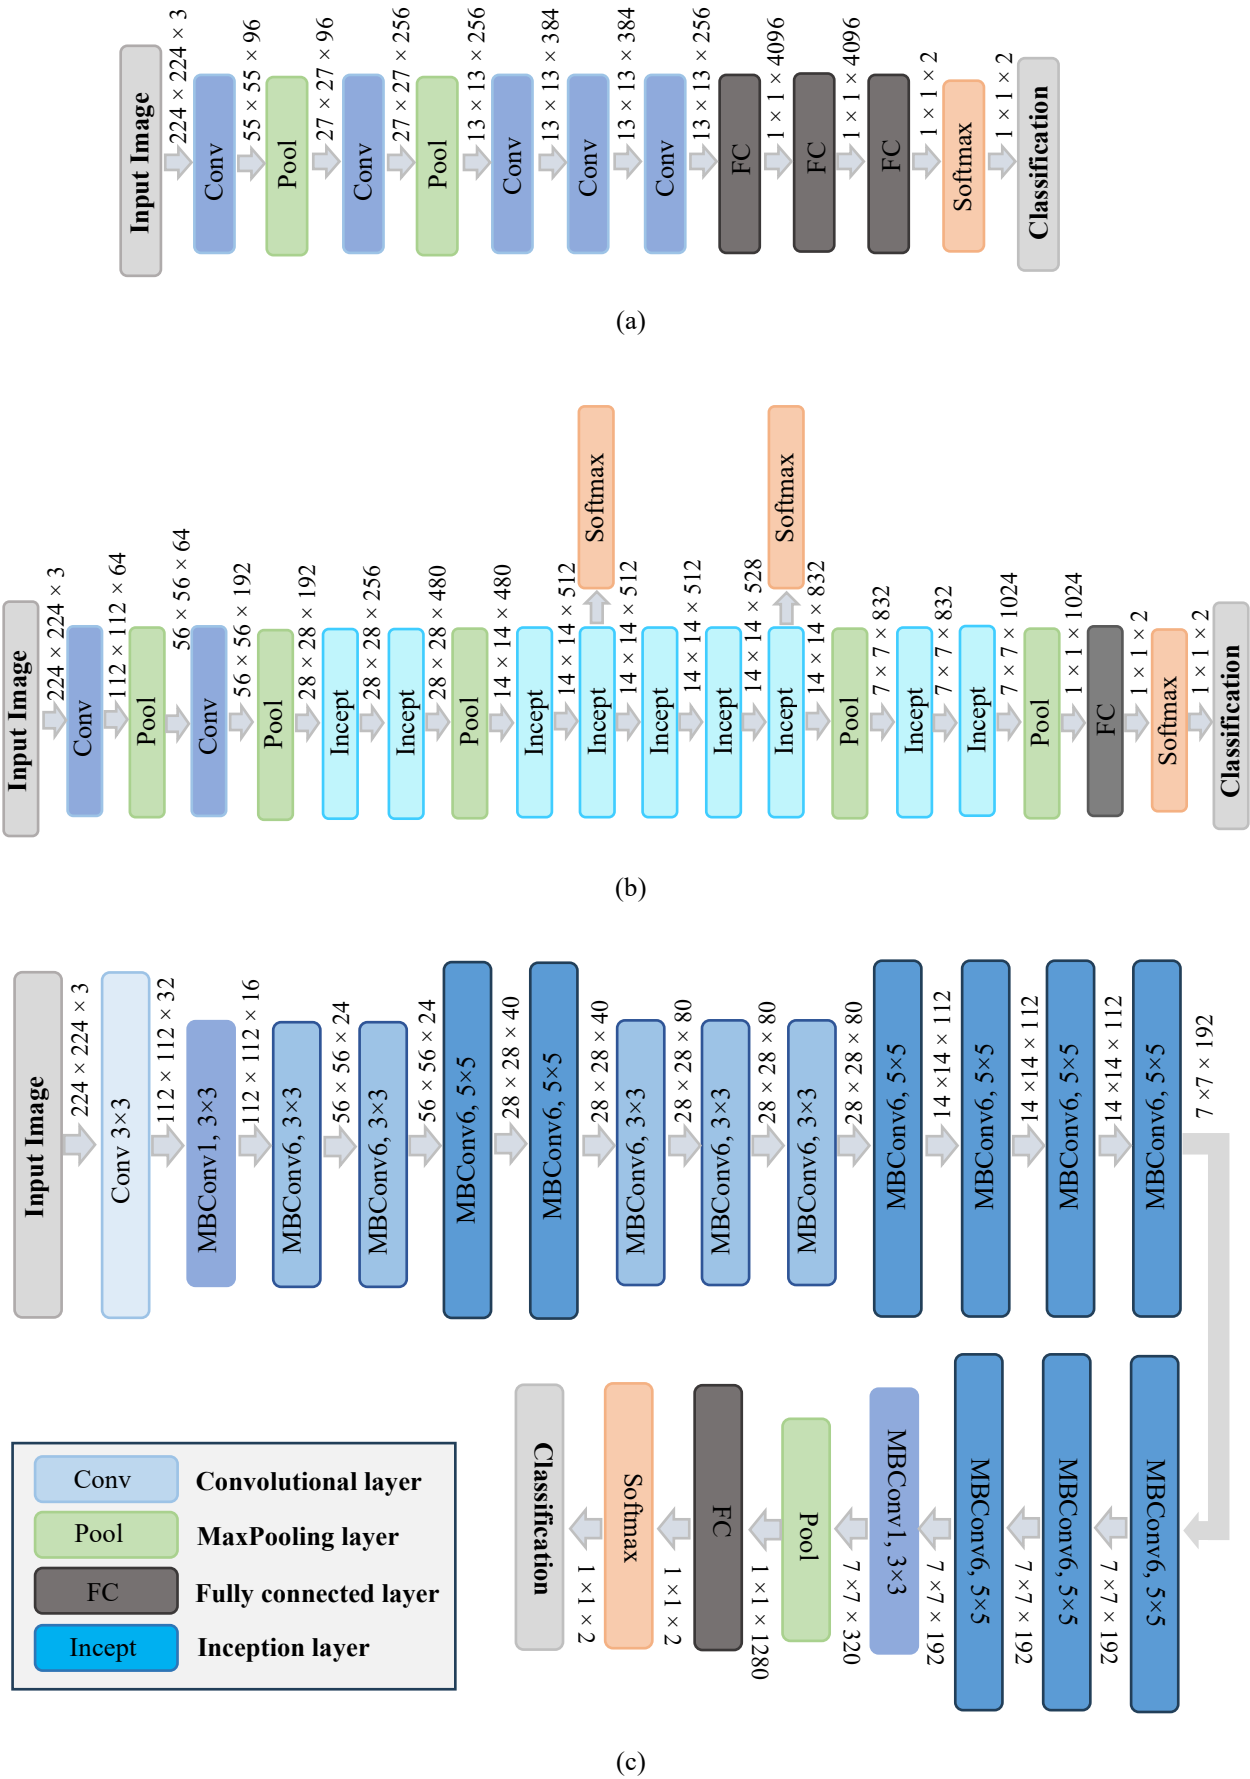 Input Image
224 × 224 × 3
Conv
55 × 55 × 96
Pool
27 × 27 × 96
Conv
27 × 27 × 256
Pool
13 × 13 × 256
Conv
13 × 13 × 384
Conv
13 × 13 × 384
Conv
13 × 13 × 256
FC
1 × 1 × 4096
FC
1 × 1 × 4096
FC
1 × 1 × 2
Softmax
1 × 1 × 2
Classification
(a)
Input Image
224 × 224 × 3
Conv
112 × 112 × 64
Pool
56 × 56 × 64
Conv
56 × 56 × 192
Pool
28 × 28 × 192
Incept
28 × 28 × 256
Incept
28 × 28 × 480
Pool
14 × 14 × 480
Incept
14 × 14 × 512
Incept
Softmax
14 × 14 × 512
Incept
14 × 14 × 512
Incept
14 × 14 × 528
Incept
Softmax
14 × 14 × 832
Pool
7 × 7 × 832
Incept
7 × 7 × 832
Incept
7 × 7 × 1024
Pool
1 × 1 × 1024
FC
1 × 1 × 2
Softmax
1 × 1 × 2
Classification
(b)
Input Image
224 × 224 × 3
Conv 3×3
112 × 112 × 32
MBConv1, 3×3
112 × 112 × 16
MBConv6, 3×3
56 × 56 × 24
MBConv6, 3×3
56 × 56 × 24
MBConv6, 5×5
28 × 28 × 40
MBConv6, 5×5
28 × 28 × 40
MBConv6, 3×3
28 × 28 × 80
MBConv6, 3×3
28 × 28 × 80
MBConv6, 3×3
28 × 28 × 80
MBConv6, 5×5
14 ×14 × 112
MBConv6, 5×5
14 ×14 × 112
MBConv6, 5×5
14 ×14 × 112
MBConv6, 5×5
7 ×7 × 192
MBConv6, 5×5
7 ×7 × 192
MBConv6, 5×5
7 ×7 × 192
MBConv6, 5×5
7 ×7 × 192
MBConv1, 3×3
7 ×7 × 320
Pool
1 ×1 × 1280
FC
1 ×1 × 2
Softmax
1 ×1 × 2
Classification
Conv Convolutional layer
Pool MaxPooling layer
FC Fully connected layer
Incept Inception layer
(c)